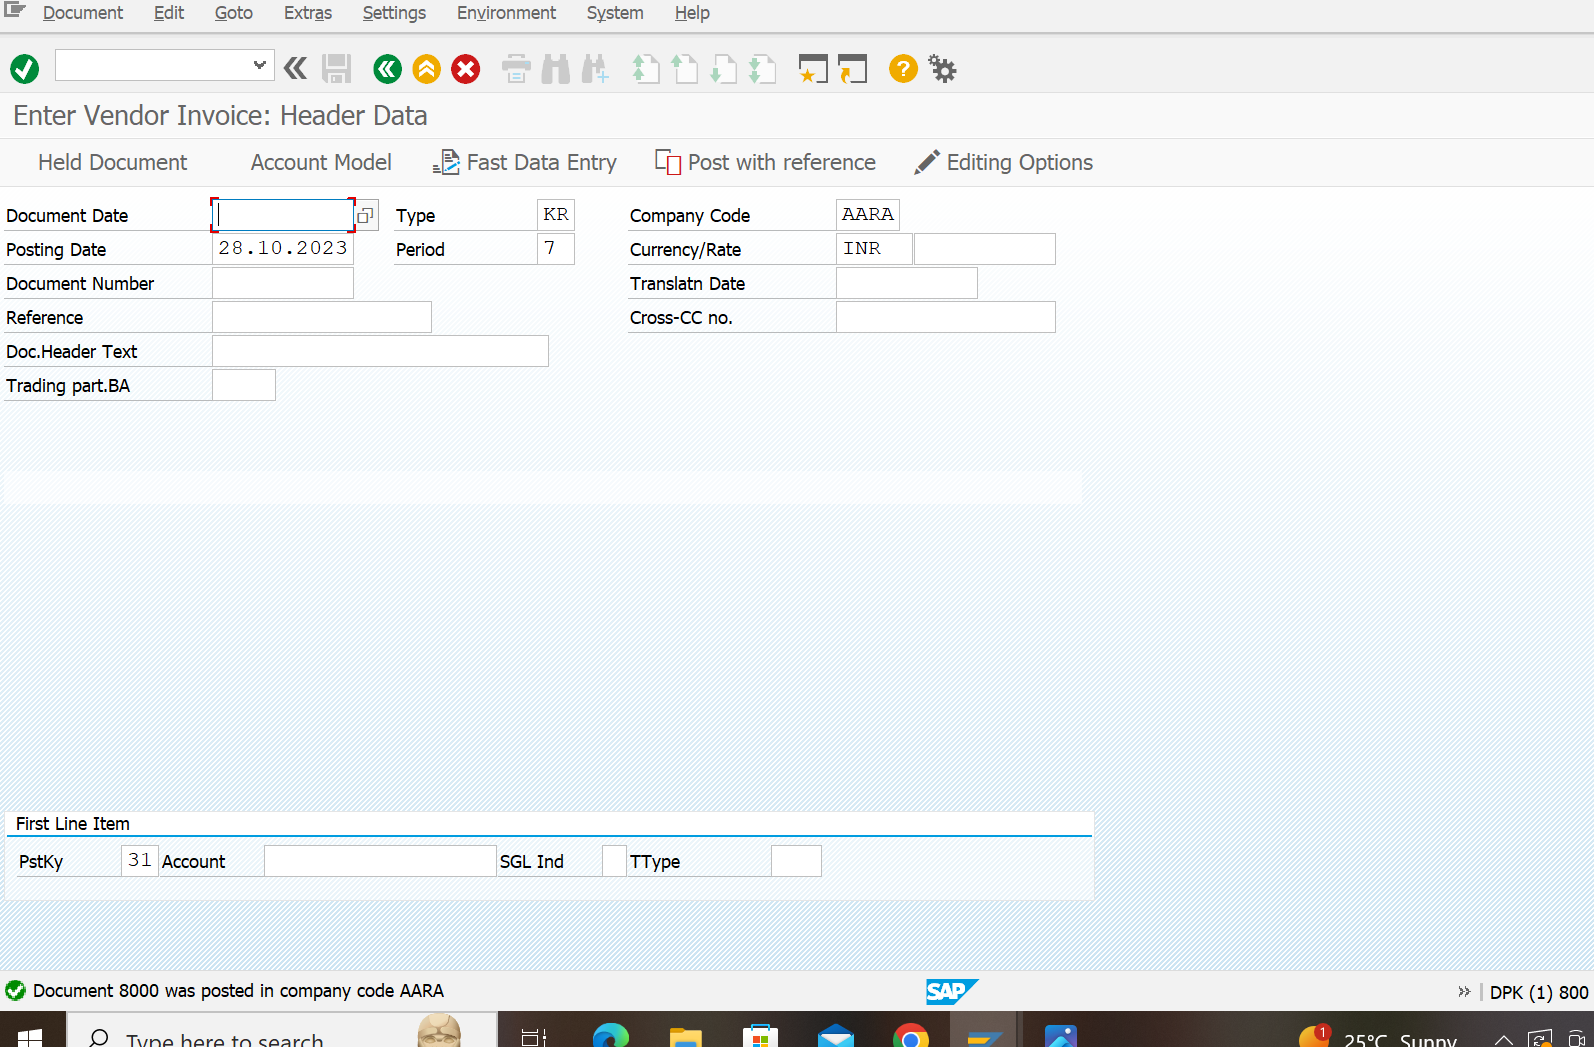 Document Edit Goto Extras Settings Environment System Help
Enter Vendor Invoice: Header Data
Held Document Account Model Fast Data Entry Post with reference Editing Options
Document Date Type KR Company Code AARA
Posting Date 28.10.2023 Period 7 Currency/Rate INR
Document Number Translatn Date
Reference Cross-CC no.
Doc.Header Text
Trading part.BA
First Line Item
PstKy 31 Account SGL Ind TType
Document 8000 was posted in company code AARA SAP DPK (1) 800
Type here to search 1 25°C Sunny